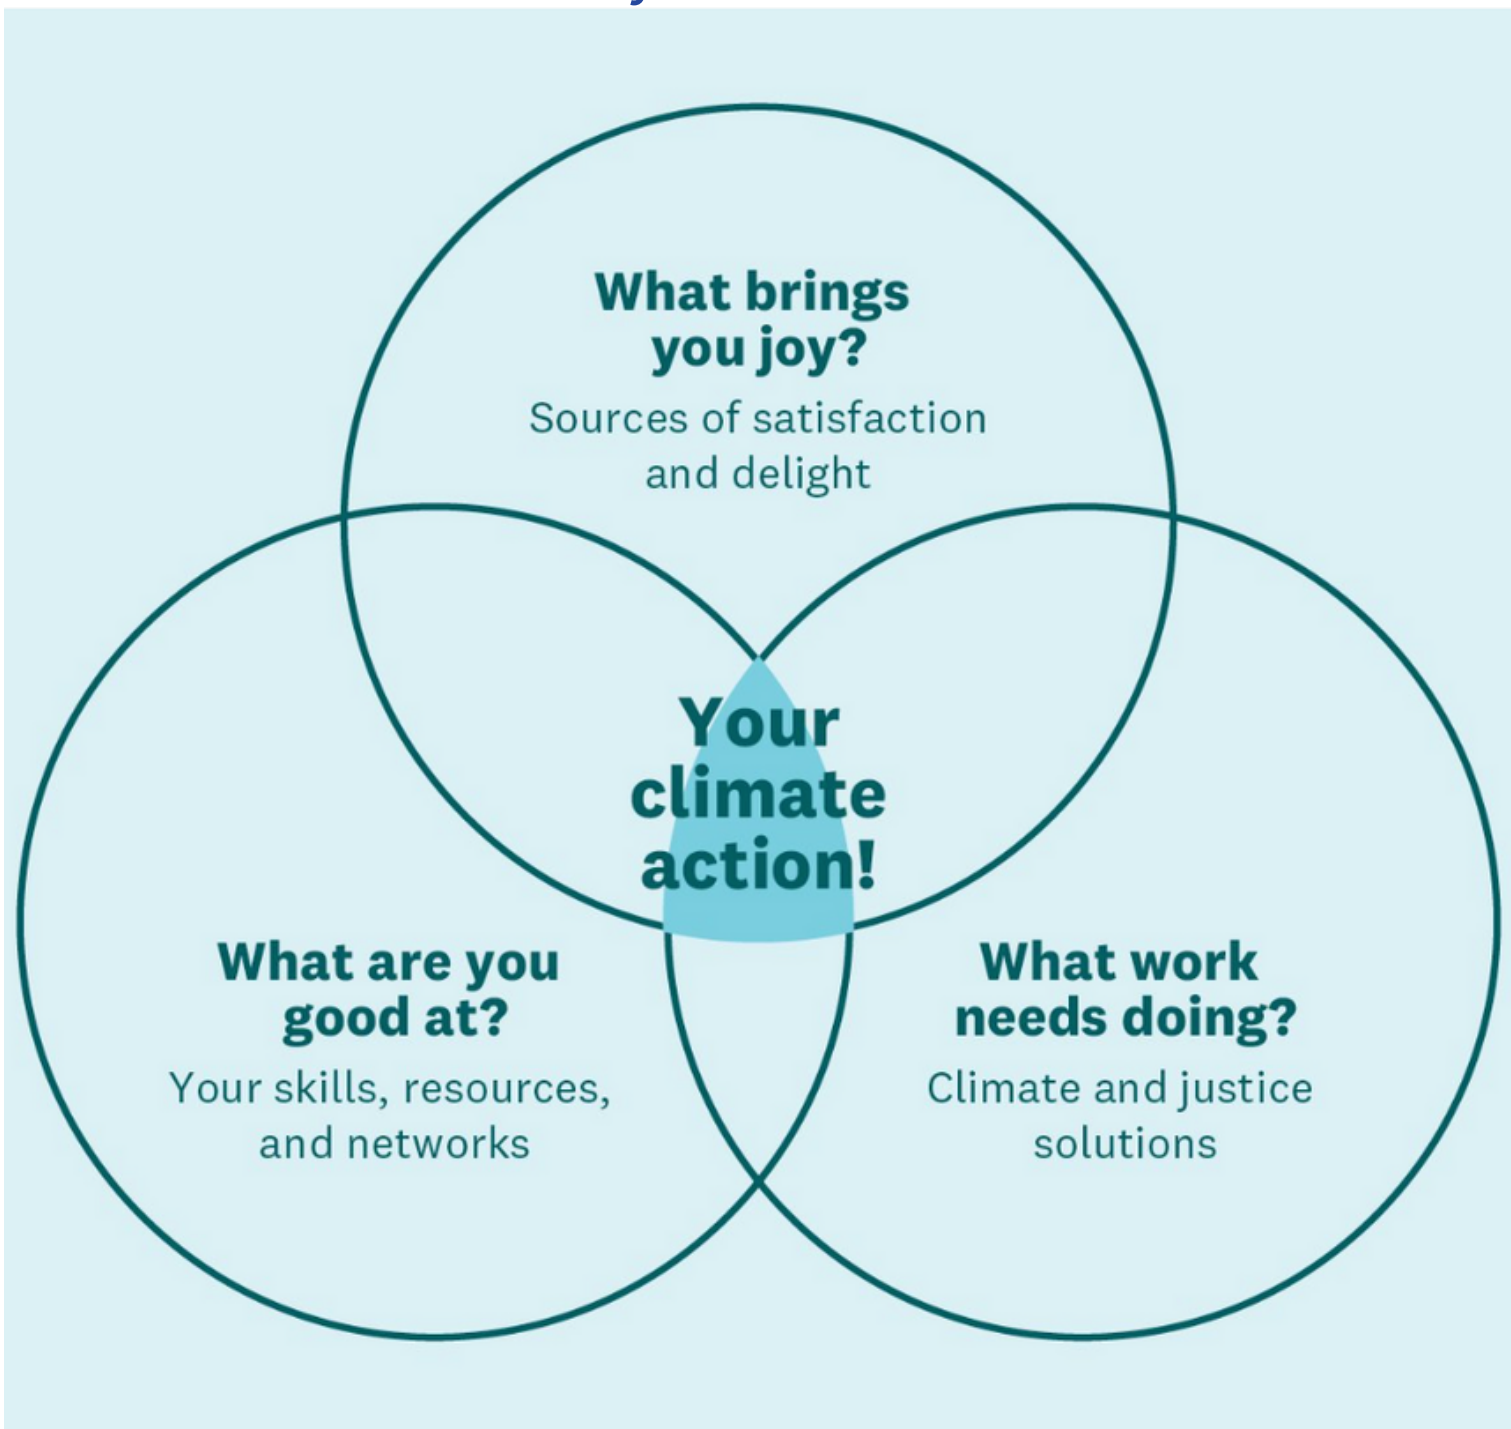 What brings
you joy?
Sources of satisfaction
and delight
Your
climate
action!
What are you
good at?
Your skills, resources,
and networks
What work
needs doing?
Climate and justice
solutions